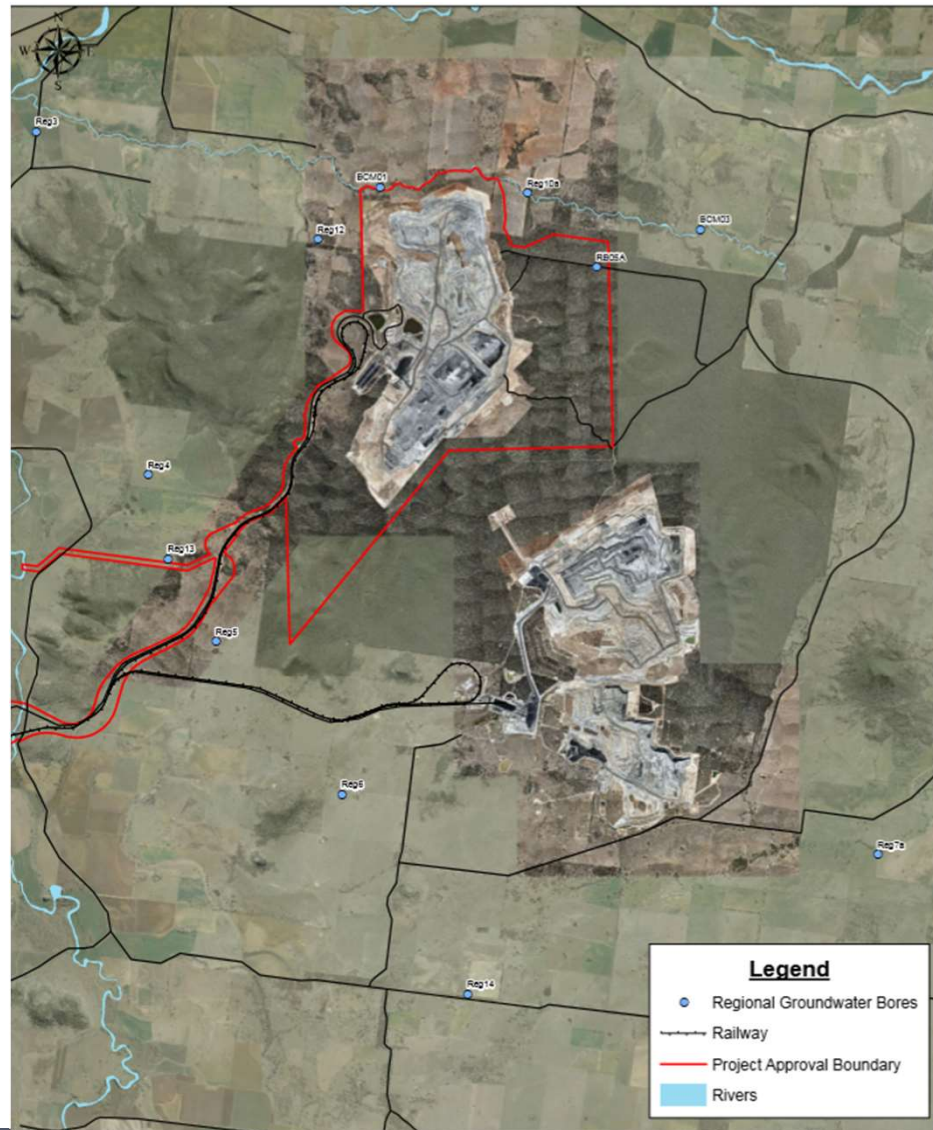 N
W E
S
Reg3
BCM01
Reg10a
Reg12
BCM03
RB05A
Reg4
Reg13
Reg5
Reg6
Reg7a
Reg14
Legend
Regional Groundwater Bores
Railway
Project Approval Boundary
Rivers